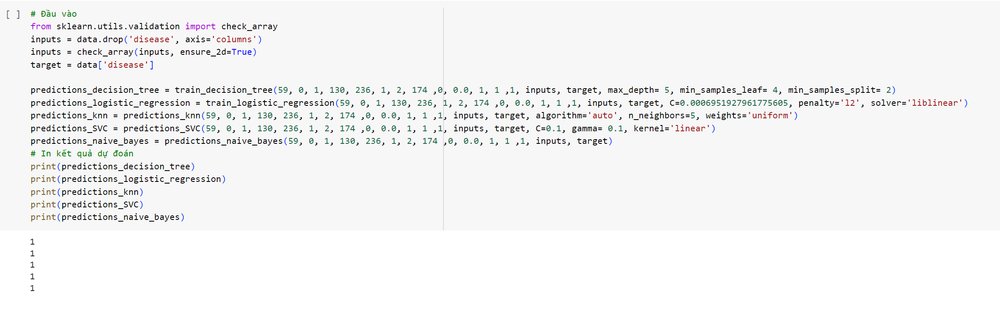 [ ] # Đầu vào
from sklearn.utils.validation import check_array
inputs = data.drop('disease', axis='columns')
inputs = check_array(inputs, ensure_2d=True)
target = data['disease']

predictions_decision_tree = train_decision_tree(59, 0, 1, 130, 236, 1, 2, 174 ,0, 0.0, 1, 1 ,1, inputs, target, max_depth= 5, min_samples_leaf= 4, min_samples_split= 2)
predictions_logistic_regression = train_logistic_regression(59, 0, 1, 130, 236, 1, 2, 174 ,0, 0.0, 1, 1 ,1, inputs, target, C=0.0006951927961775605, penalty='l2', solver='liblinear')
predictions_knn = predictions_knn(59, 0, 1, 130, 236, 1, 2, 174 ,0, 0.0, 1, 1 ,1, inputs, target, algorithm='auto', n_neighbors=5, weights='uniform')
predictions_SVC = predictions_SVC(59, 0, 1, 130, 236, 1, 2, 174 ,0, 0.0, 1, 1 ,1, inputs, target, C=0.1, gamma= 0.1, kernel='linear')
predictions_naive_bayes = predictions_naive_bayes(59, 0, 1, 130, 236, 1, 2, 174 ,0, 0.0, 1, 1 ,1, inputs, target)
# In kết quả dự đoán
print(predictions_decision_tree)
print(predictions_logistic_regression)
print(predictions_knn)
print(predictions_SVC)
print(predictions_naive_bayes)
1
1
1
1
1